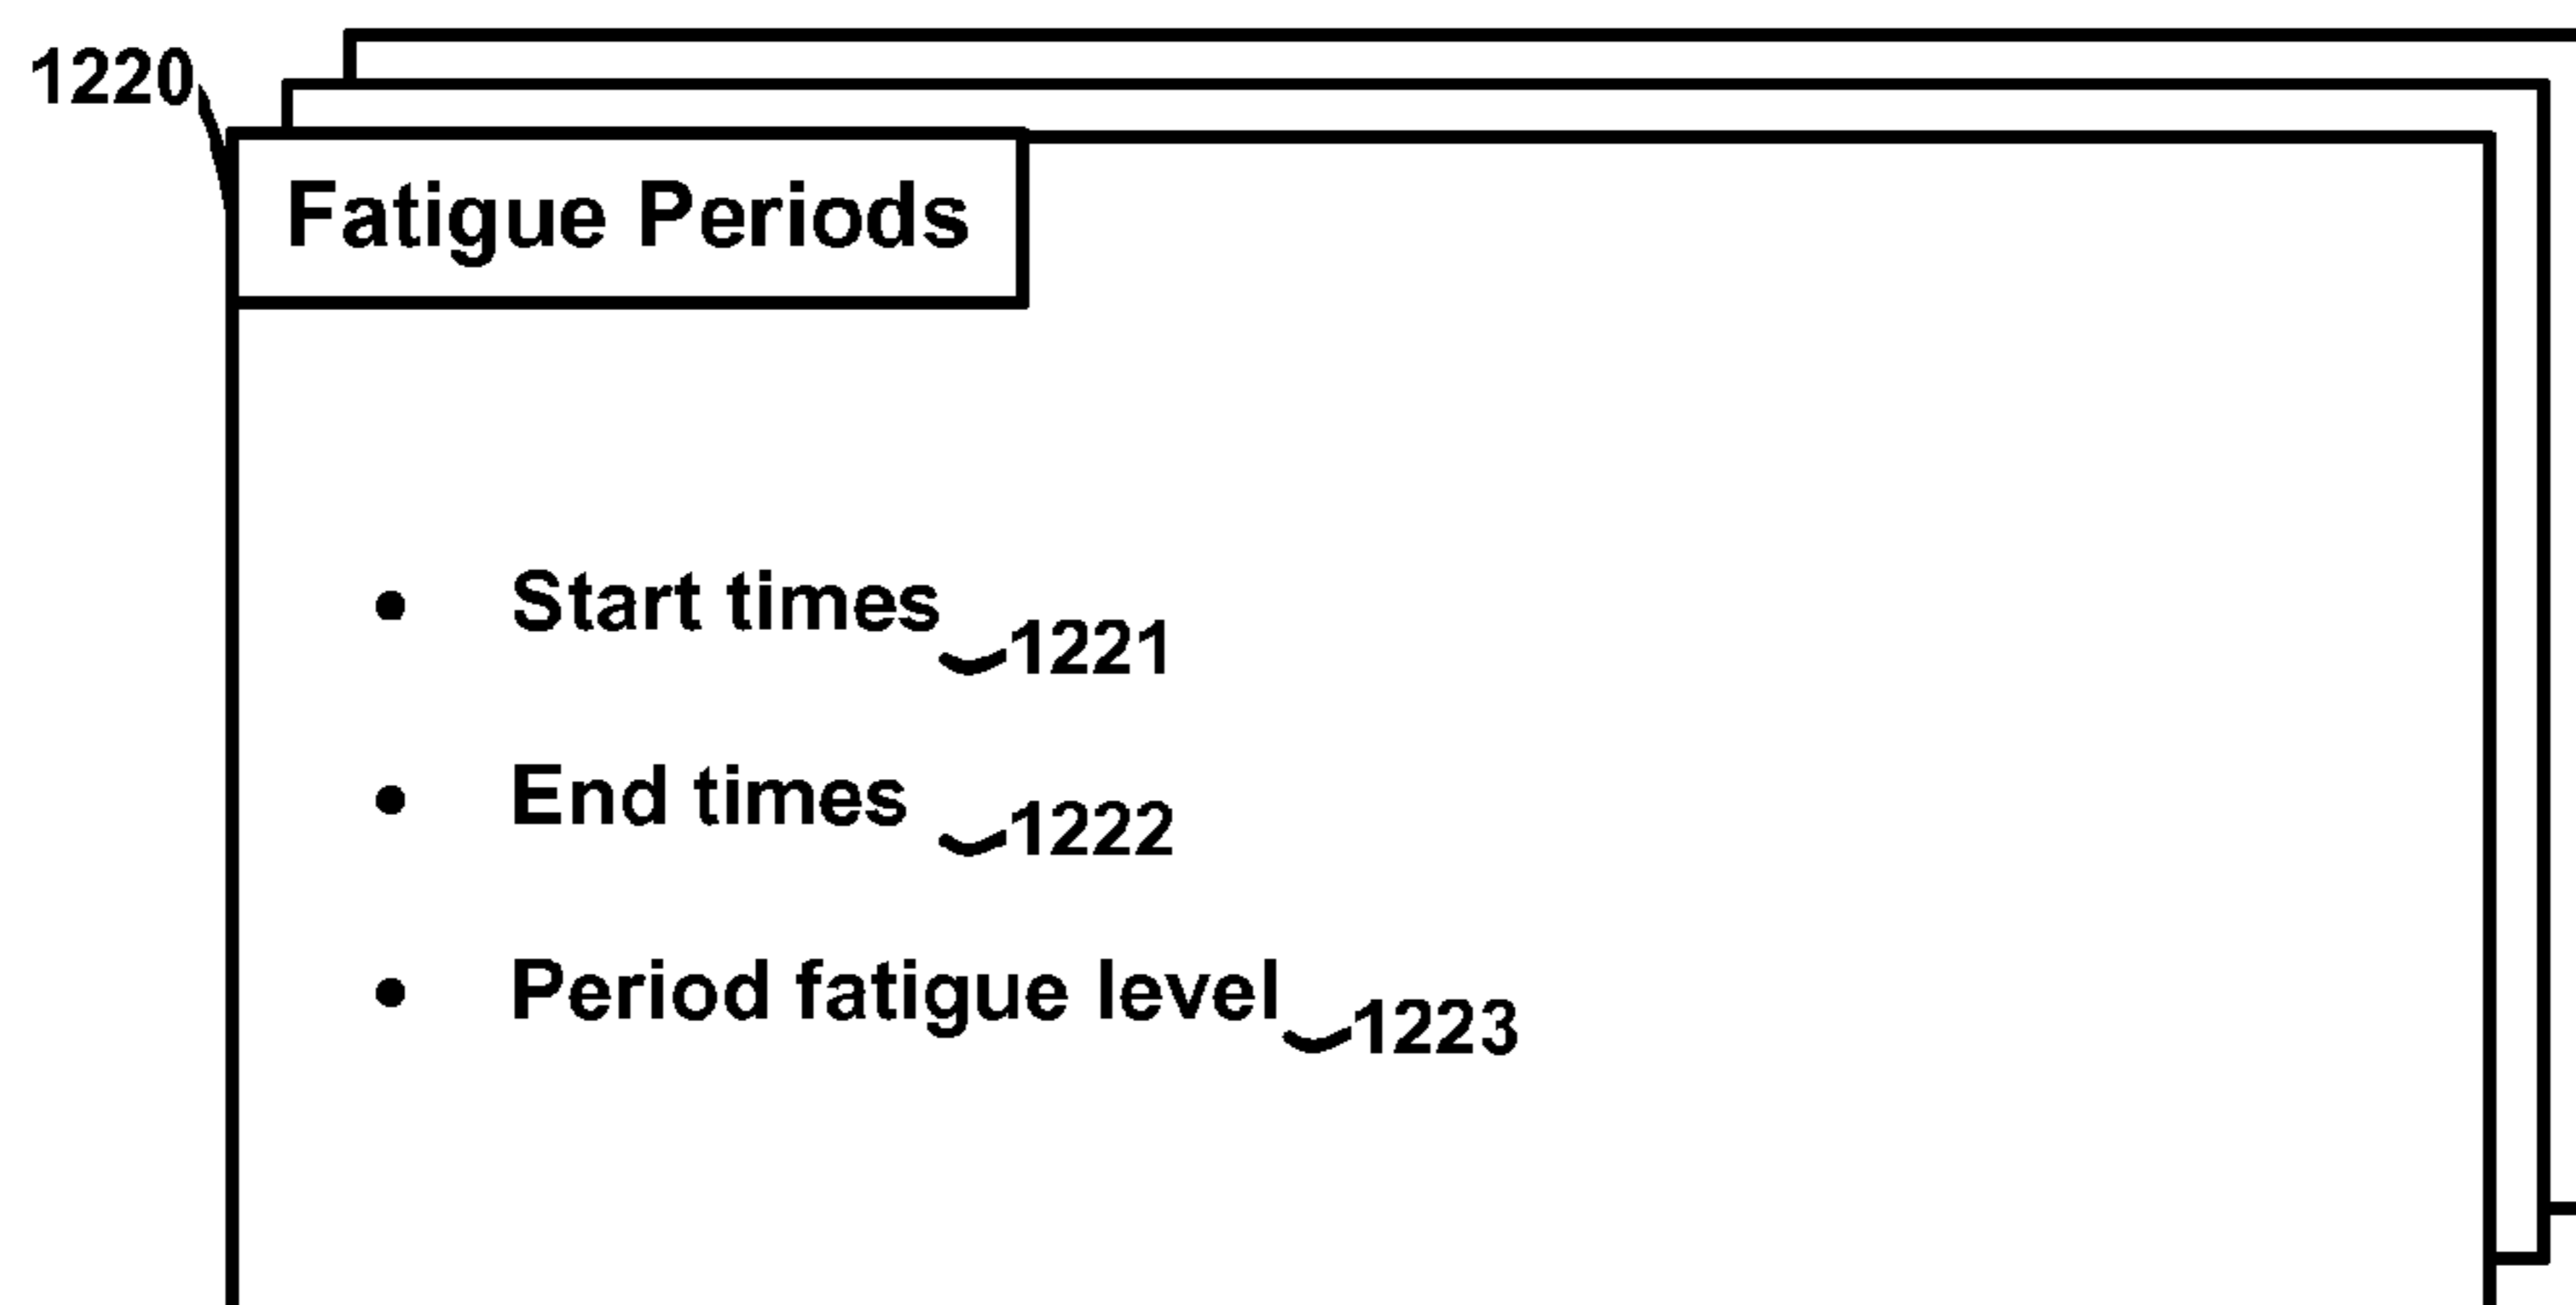 1220
Fatigue Periods
• Start times 1221
• End times 1222
• Period fatigue level 1223